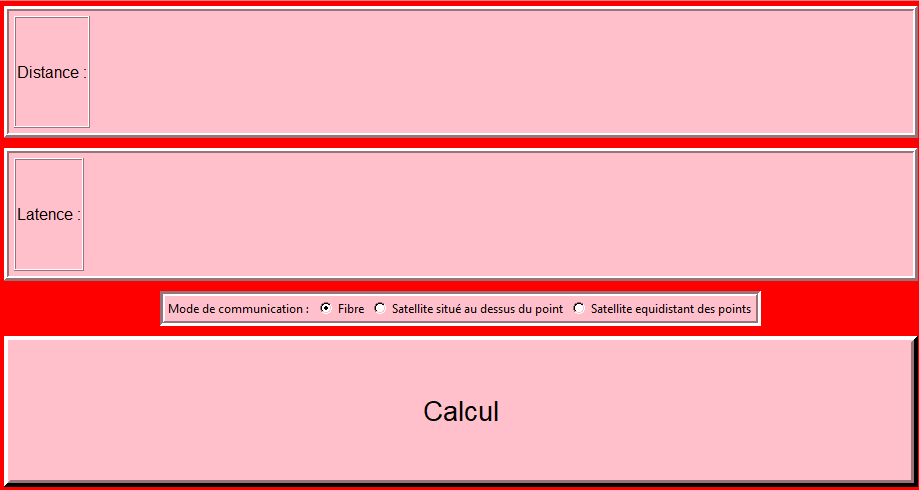 Distance :
Latence :
Mode de communication : Fibre Satellite situé au dessus du point Satellite equidistant des points
Calcul